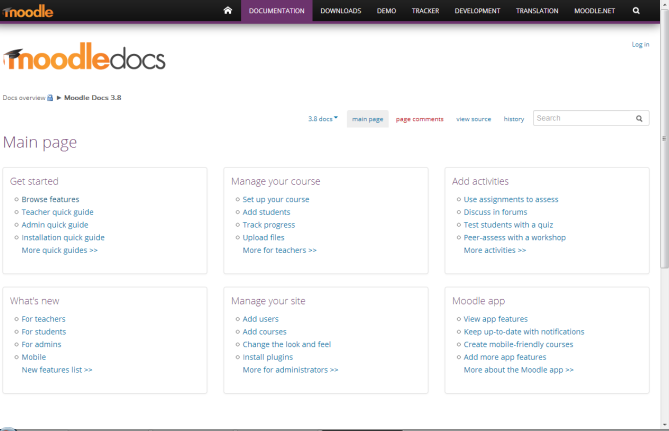 moodle
DOCUMENTATION DOWNLOADS DEMO TRACKER DEVELOPMENT TRANSLATION MOODLE.NET
Log in
moodledocs
Docs overview ► Moodle Docs 3.8
3.8 docs main page page comments view source history Search
Main page
Get started
Browse features
Teacher quick guide
Admin quick guide
Installation quick guide
More quick guides >>
Manage your course
Set up your course
Add students
Track progress
Upload files
More for teachers >>
Add activities
Use assignments to assess
Discuss in forums
Test students with a quiz
Peer-assess with a workshop
More activities >>
What's new
For teachers
For students
For admins
Mobile
New features list >>
Manage your site
Add users
Add courses
Change the look and feel
Install plugins
More for administrators >>
Moodle app
View app features
Keep up-to-date with notifications
Create mobile-friendly courses
Add more app features
More about the Moodle app >>